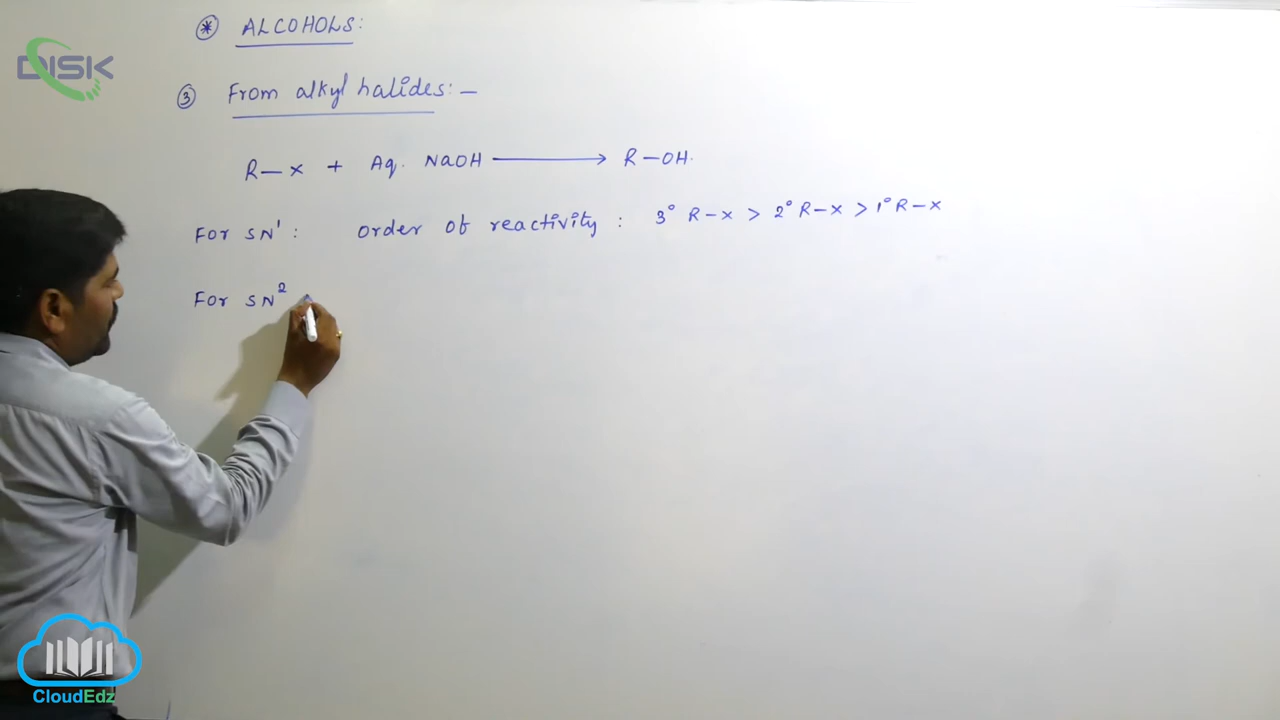 * ALCOHOLS:
DISK
③ From alkyl halides: —
R—X + Aq. NaOH ⟶ R—OH.
For SN¹: order of reactivity: 3° R-X > 2° R-X > 1° R-X
For SN²
CloudEdz